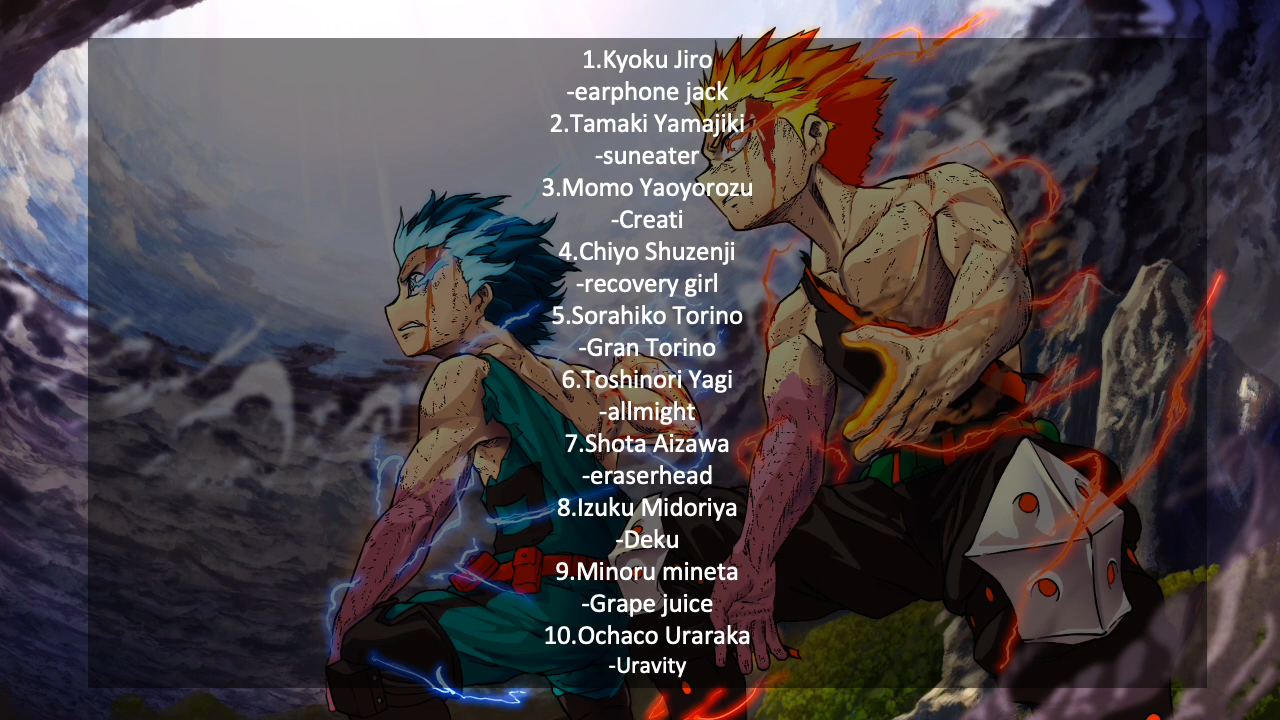 1.Kyoku Jiro
-earphone jack
2.Tamaki Yamajiki
-suneater
3.Momo Yaoyorozu
-Creati
4.Chiyo Shuzenji
-recovery girl
5.Sorahiko Torino
-Gran Torino
6.Toshinori Yagi
-allmight
7.Shota Aizawa
-eraserhead
8.Izuku Midoriya
-Deku
9.Minoru mineta
-Grape juice
10.Ochaco Uraraka
-Uravity